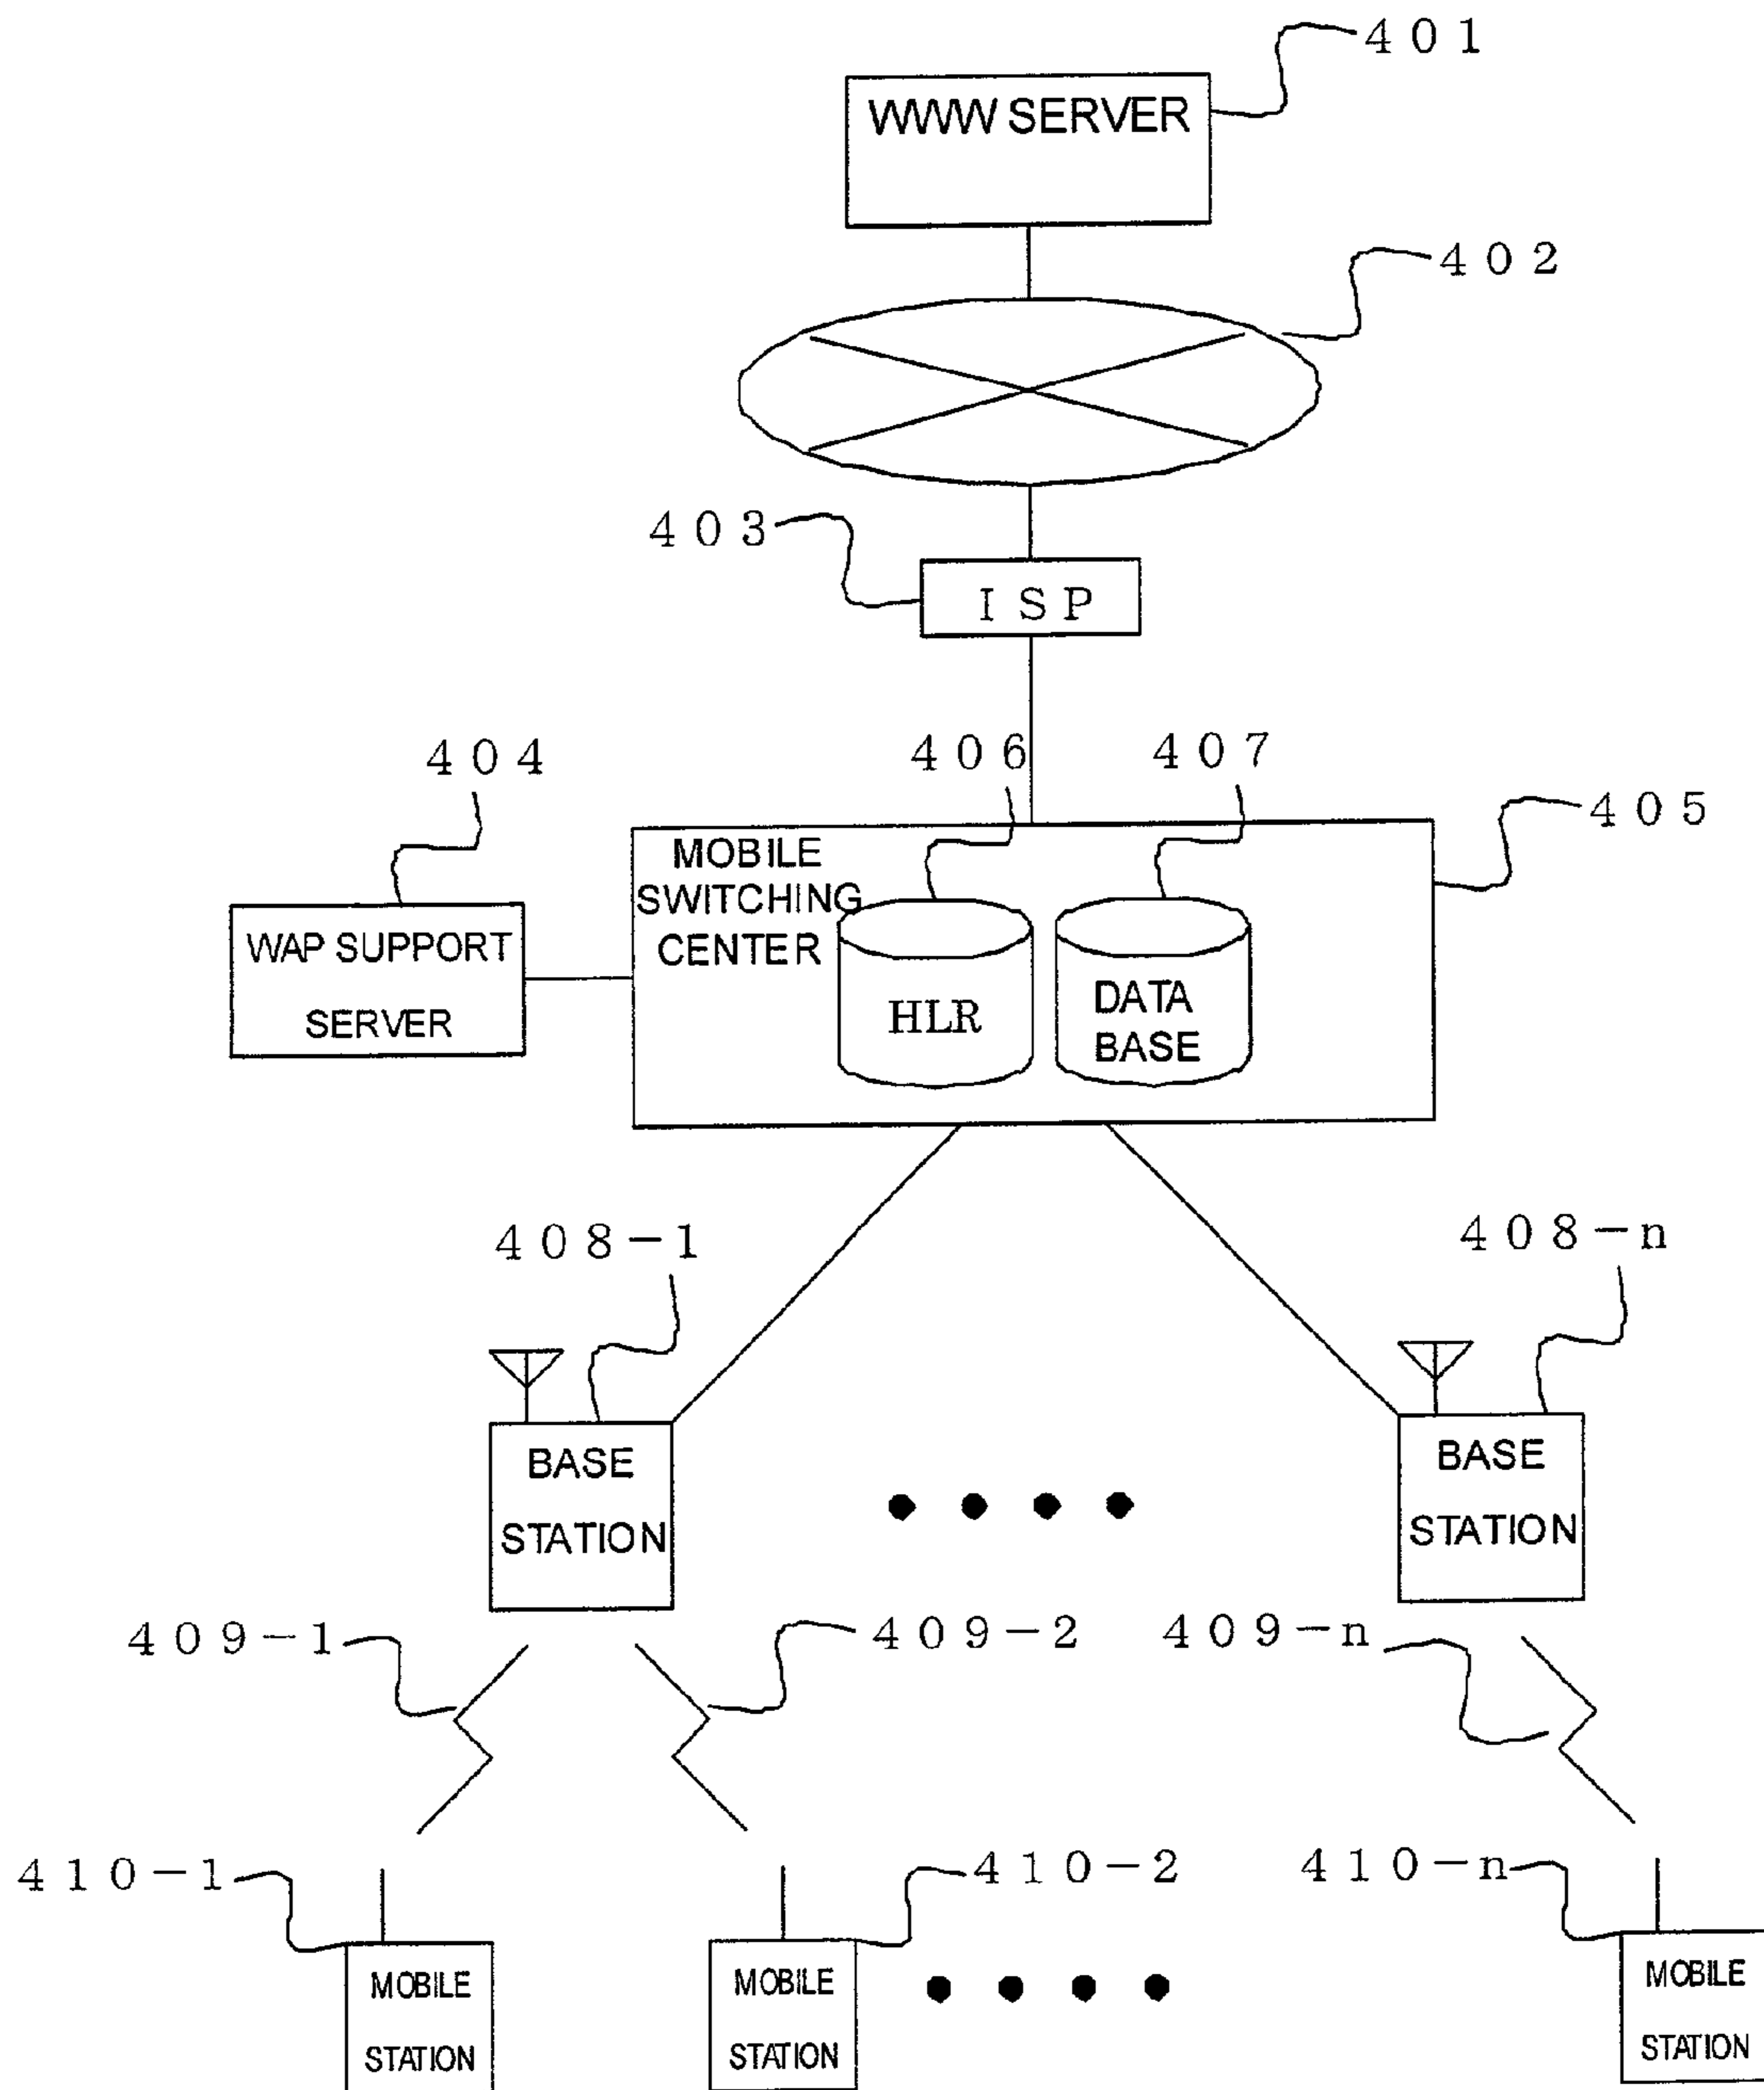 401
WWW SERVER
402
403
ISP
406
407
404
405
MOBILE
SWITCHING
CENTER
WAP SUPPORT
SERVER
HLR
DATA
BASE
408-1
408-n
BASE
STATION
BASE
STATION
409-1
409-2
409-n
410-1
410-2
410-n
MOBILE
STATION
MOBILE
STATION
MOBILE
STATION